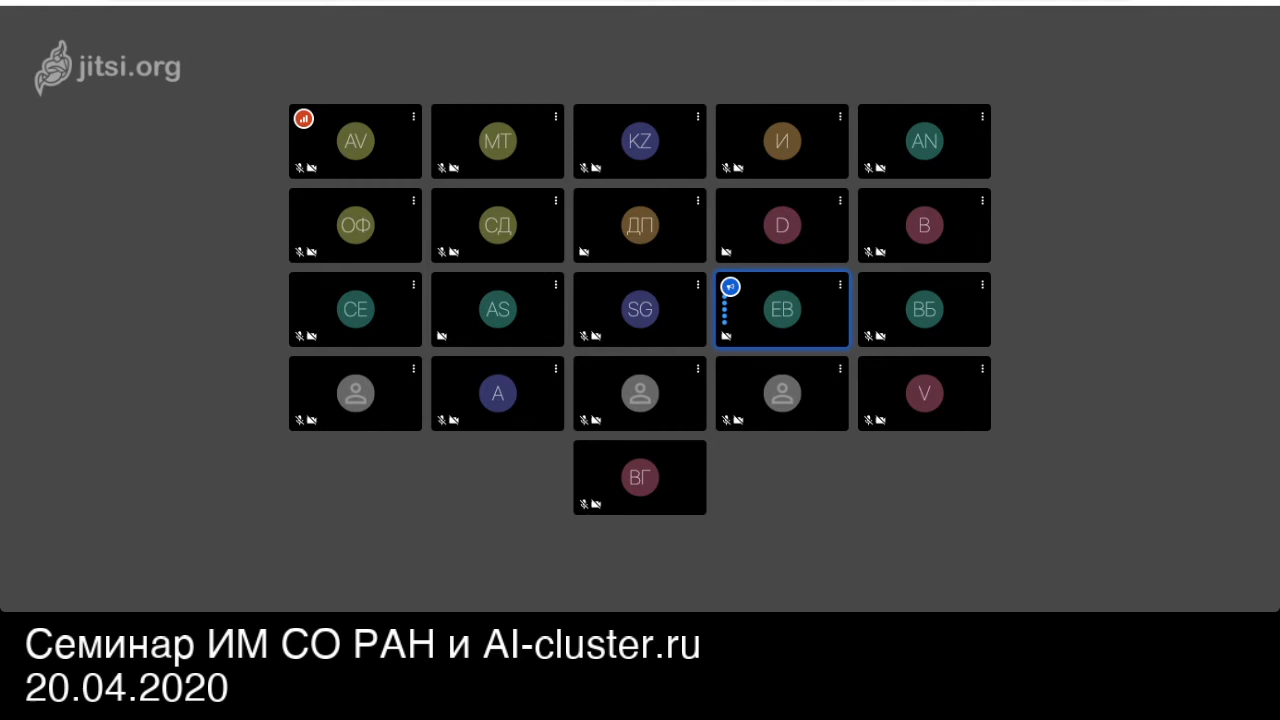 jitsi.org
AV
MT
KZ
И
AN
ОФ
СД
ДП
D
B
CE
AS
SG
EB
ВБ
A
V
ВГ
Семинар ИМ СО РАН и AI-cluster.ru
20.04.2020